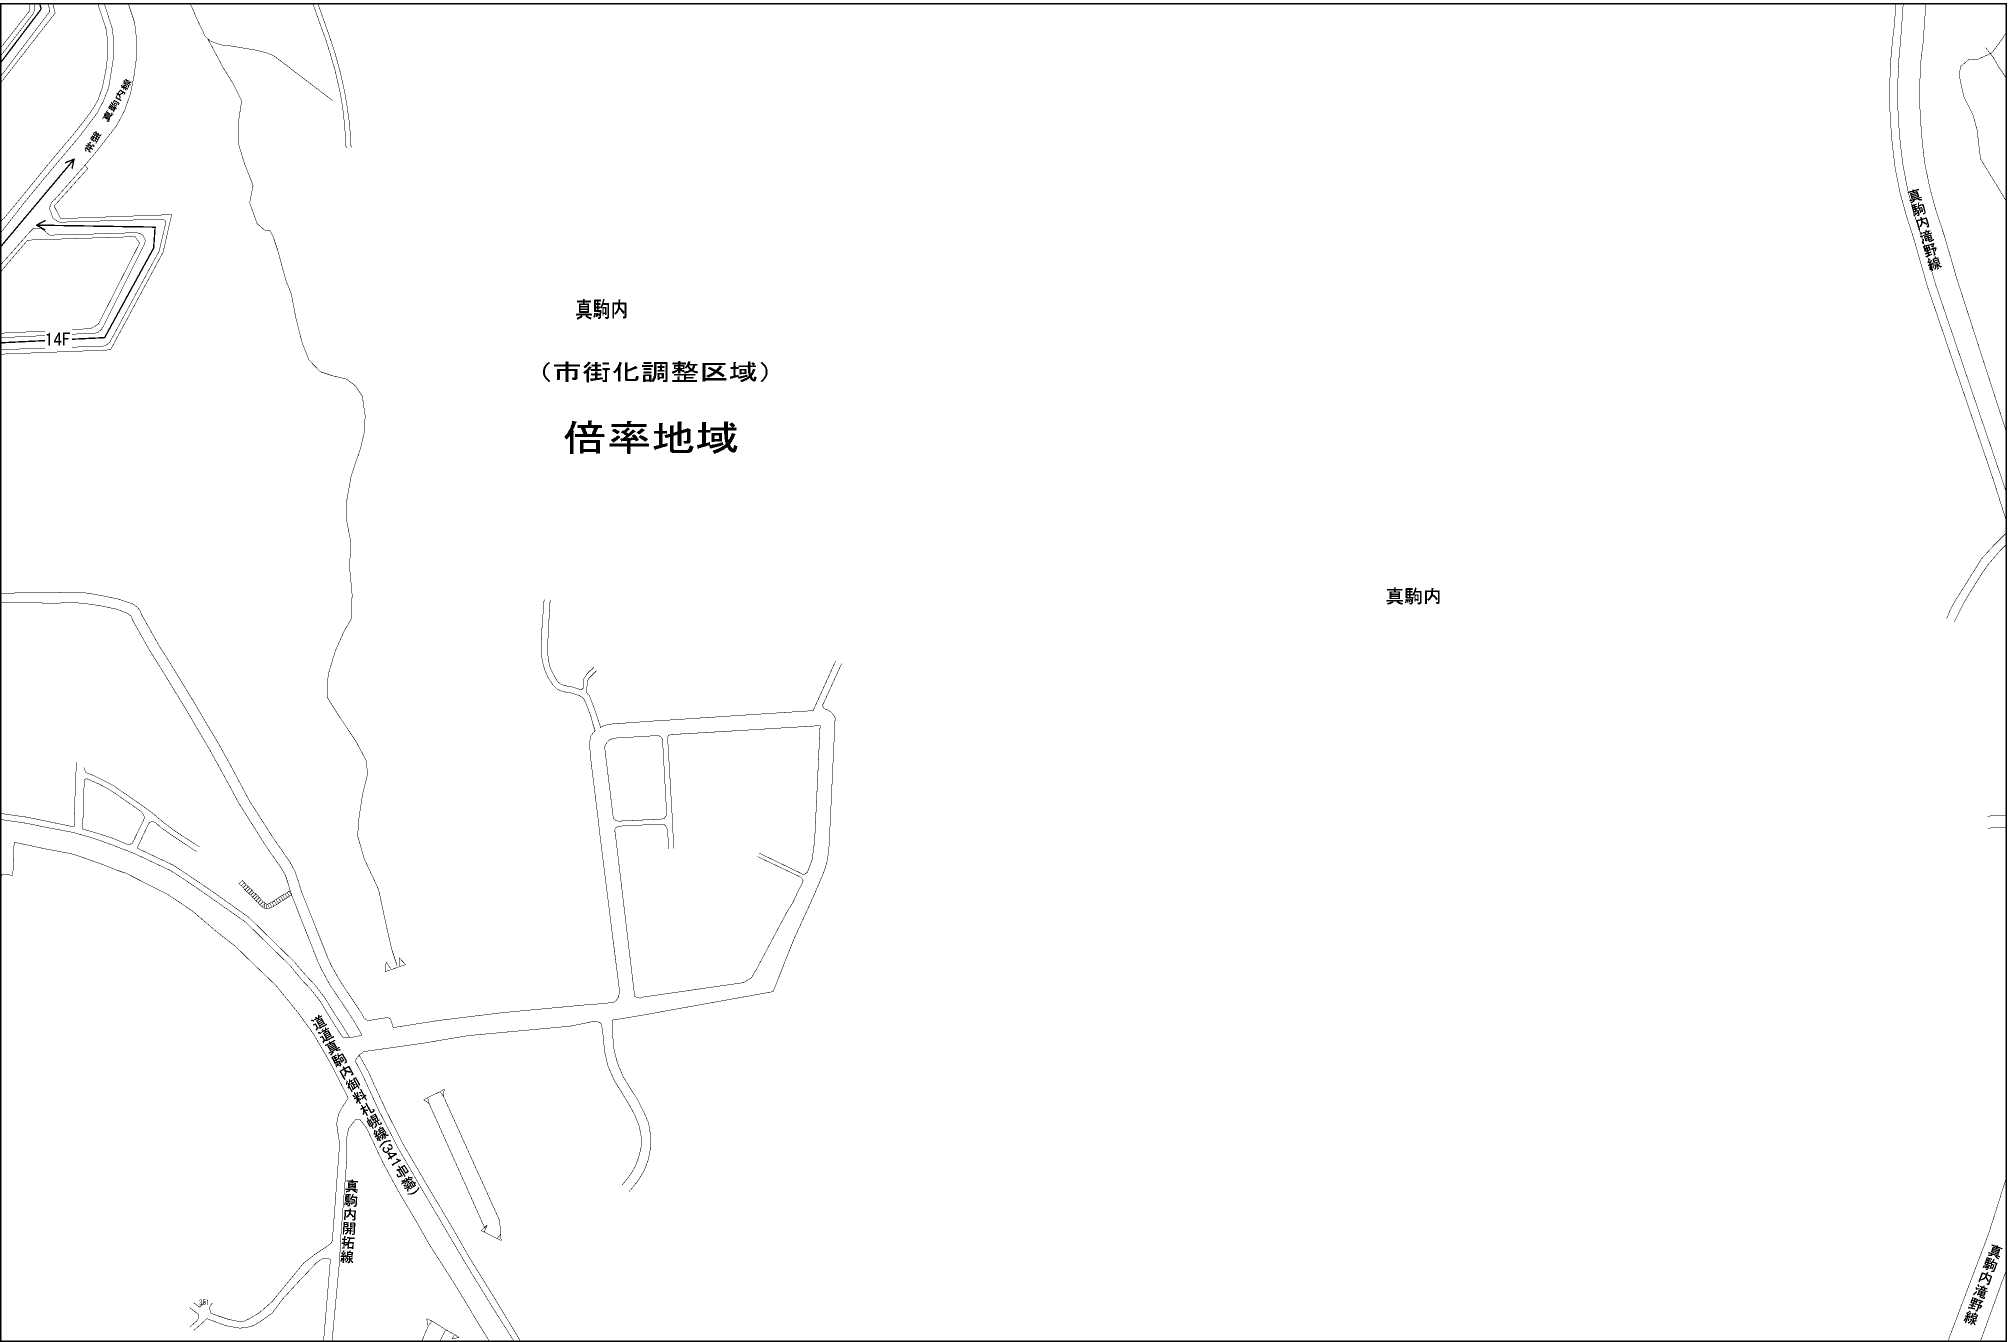 常盤 真駒内線
真駒内滝野線
真駒内
14F
(市街化調整区域)
倍率地域
真駒内
道道真駒内御料札幌線(341号線)
真駒内開拓線
真駒内滝野線